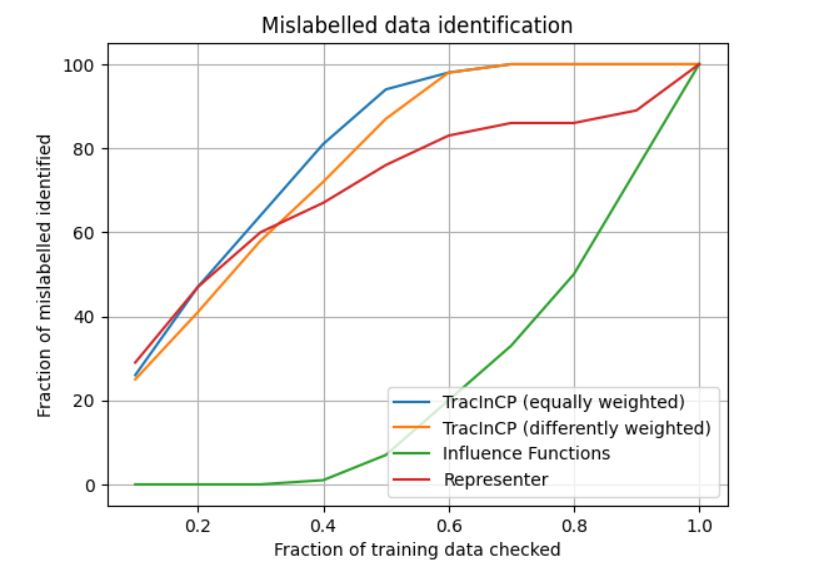 Mislabelled data identification
Fraction of mislabelled identified
100
80
60
40
20
0
TracInCP (equally weighted)
TracInCP (differently weighted)
Influence Functions
Representer
0.2 0.4 0.6 0.8 1.0
Fraction of training data checked